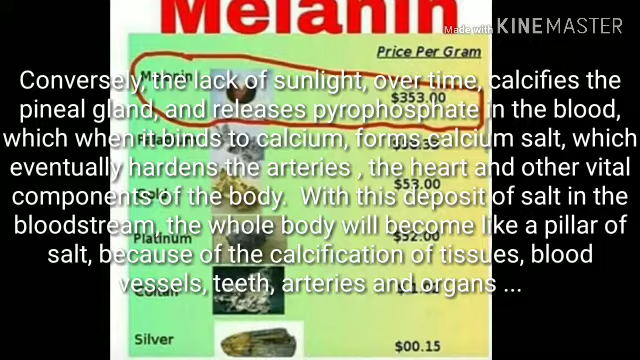 Melanin
Made with KINEMASTER
Price Per Gram
Melanin
$353.00
Conversely, the lack of sunlight, over time, calcifies the
pineal gland, and releases pyrophosphate in the blood,
which when it binds to calcium, forms calcium salt, which
eventually hardens the arteries , the heart and other vital
components of the body. With this deposit of salt in the
bloodstream, the whole body will become like a pillar of
salt, because of the calcification of tissues, blood
vessels, teeth, arteries and organs ...
Gold
$53.00
Platinum
$52.00
Silver
$00.15